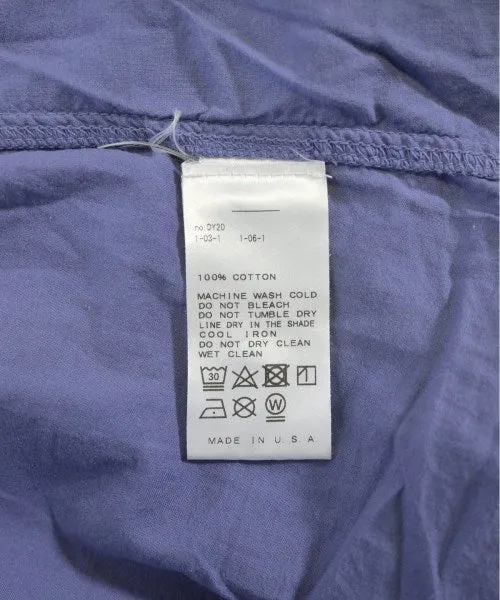 no.DY20
1-03-1 1-06-1
100% COTTON
MACHINE WASH COLD
DO NOT BLEACH
DO NOT TUMBLE DRY
LINE DRY IN THE SHADE
COOL IRON
DO NOT DRY CLEAN
WET CLEAN
30
W
MADE IN U.S.A